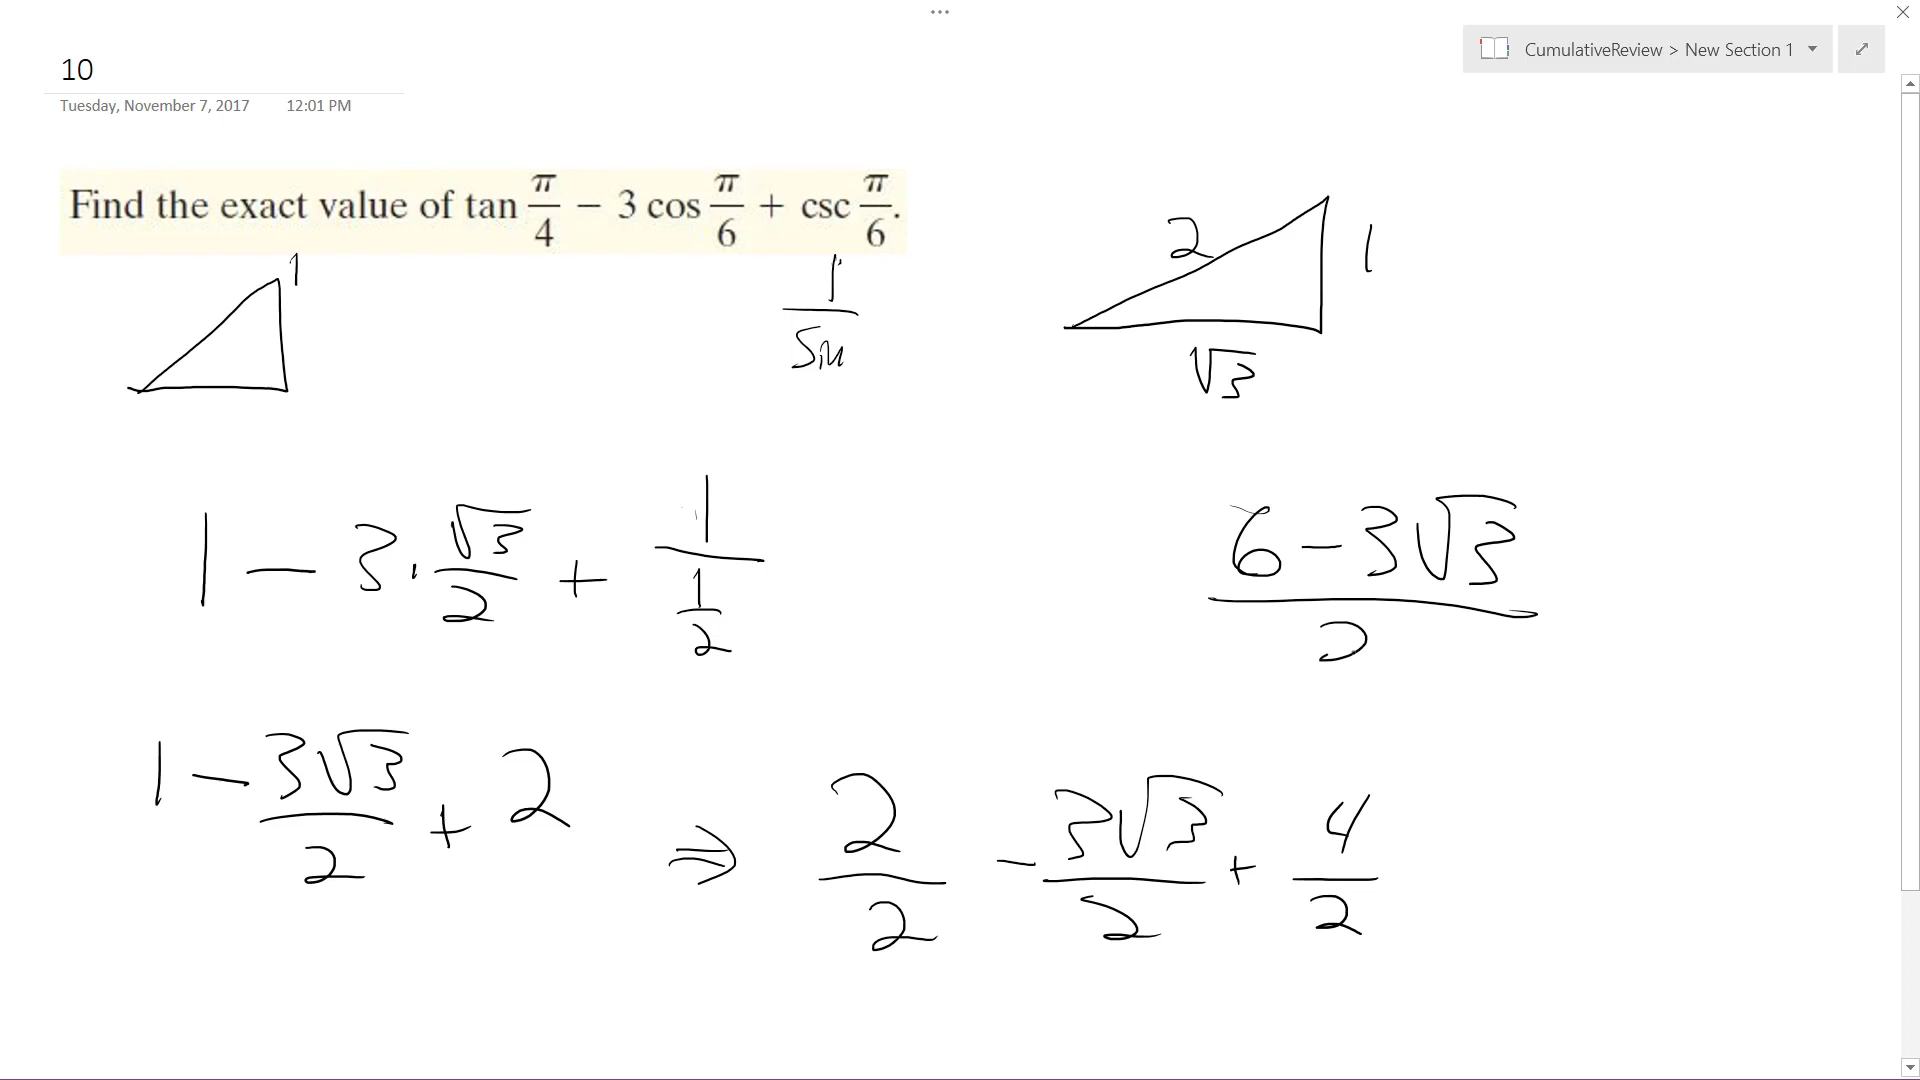 ...
CumulativeReview > New Section 1
10
Tuesday, November 7, 2017 12:01 PM
Find the exact value of tan π/4 − 3 cos π/6 + csc π/6.
1
1/sin
2
1
√3
1 − 3 · √3/2 + 1/(1/2)
(6 − 3√3)/2
1 − 3√3/2 + 2 ⇒ 2/2 − 3√3/2 + 4/2